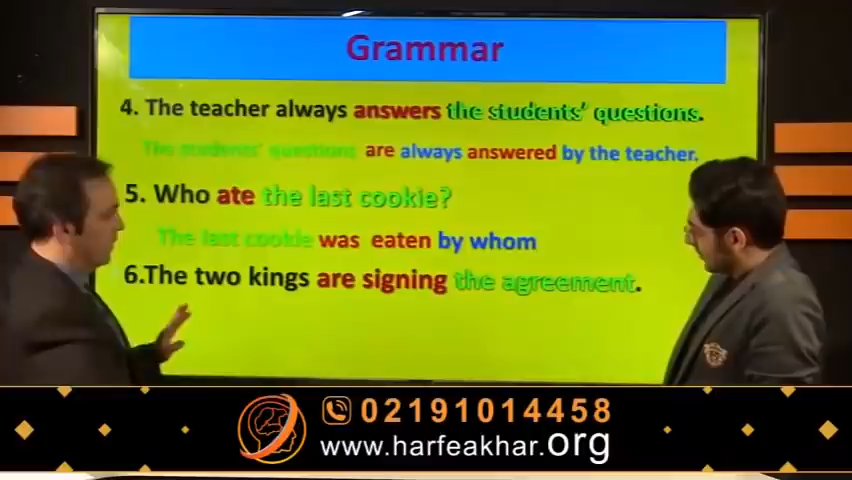 Grammar
4. The teacher always answers the students’ questions.
The students’ questions are always answered by the teacher.
5. Who ate the last cookie?
The last cookie was eaten by whom
6.The two kings are signing the agreement.
02191014458
www.harfeakhar.org